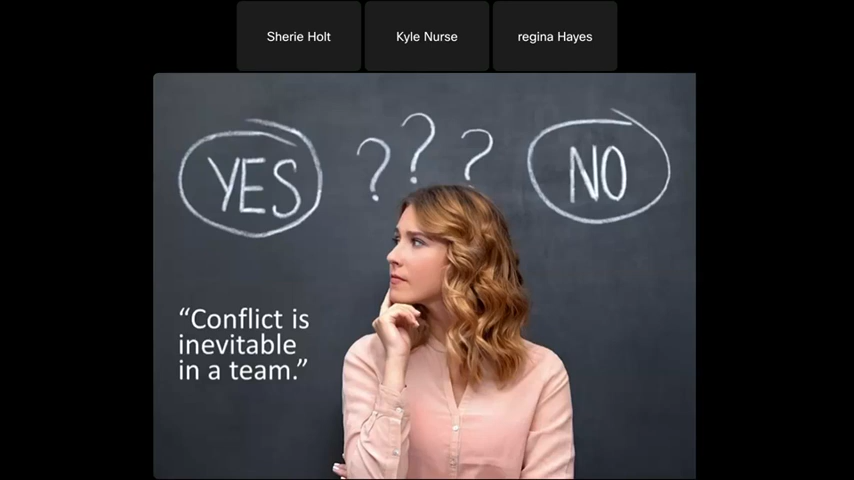 Sherie Holt
Kyle Nurse
regina Hayes
YES
? ? ?
NO
“Conflict is
inevitable
in a team.”